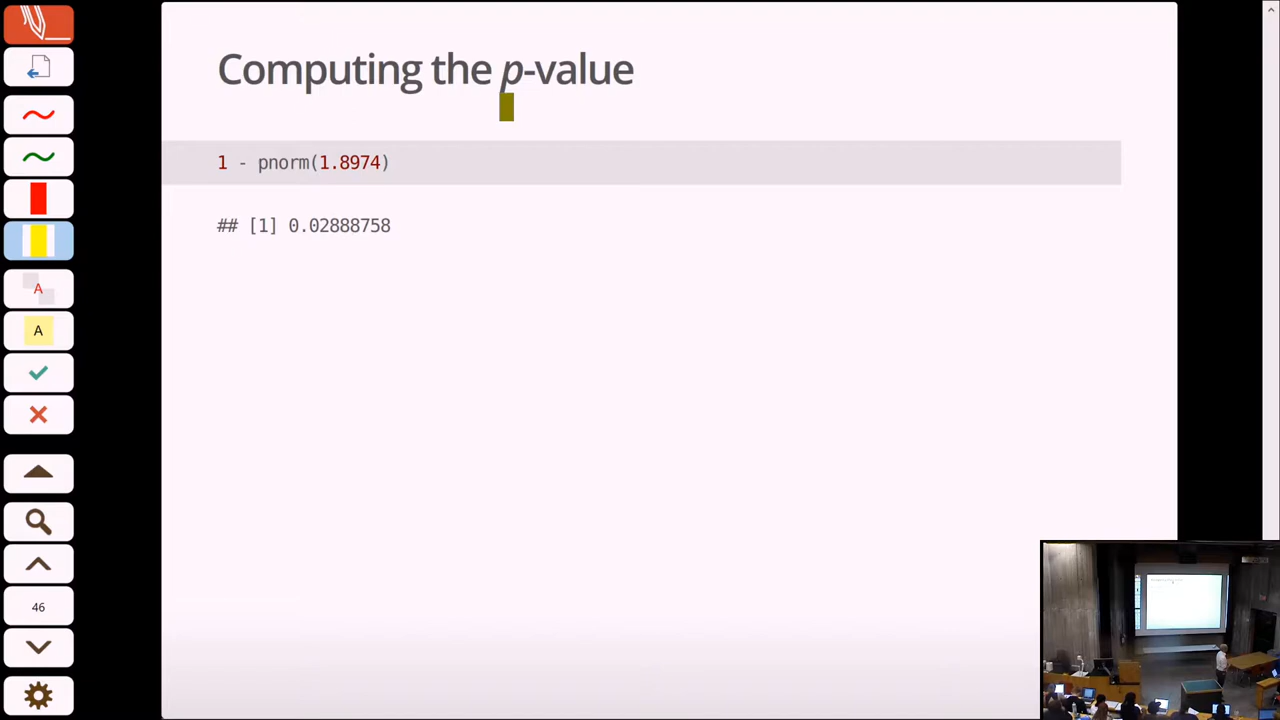 Computing the p-value
1 - pnorm(1.8974)
## [1] 0.02888758
A
A
46